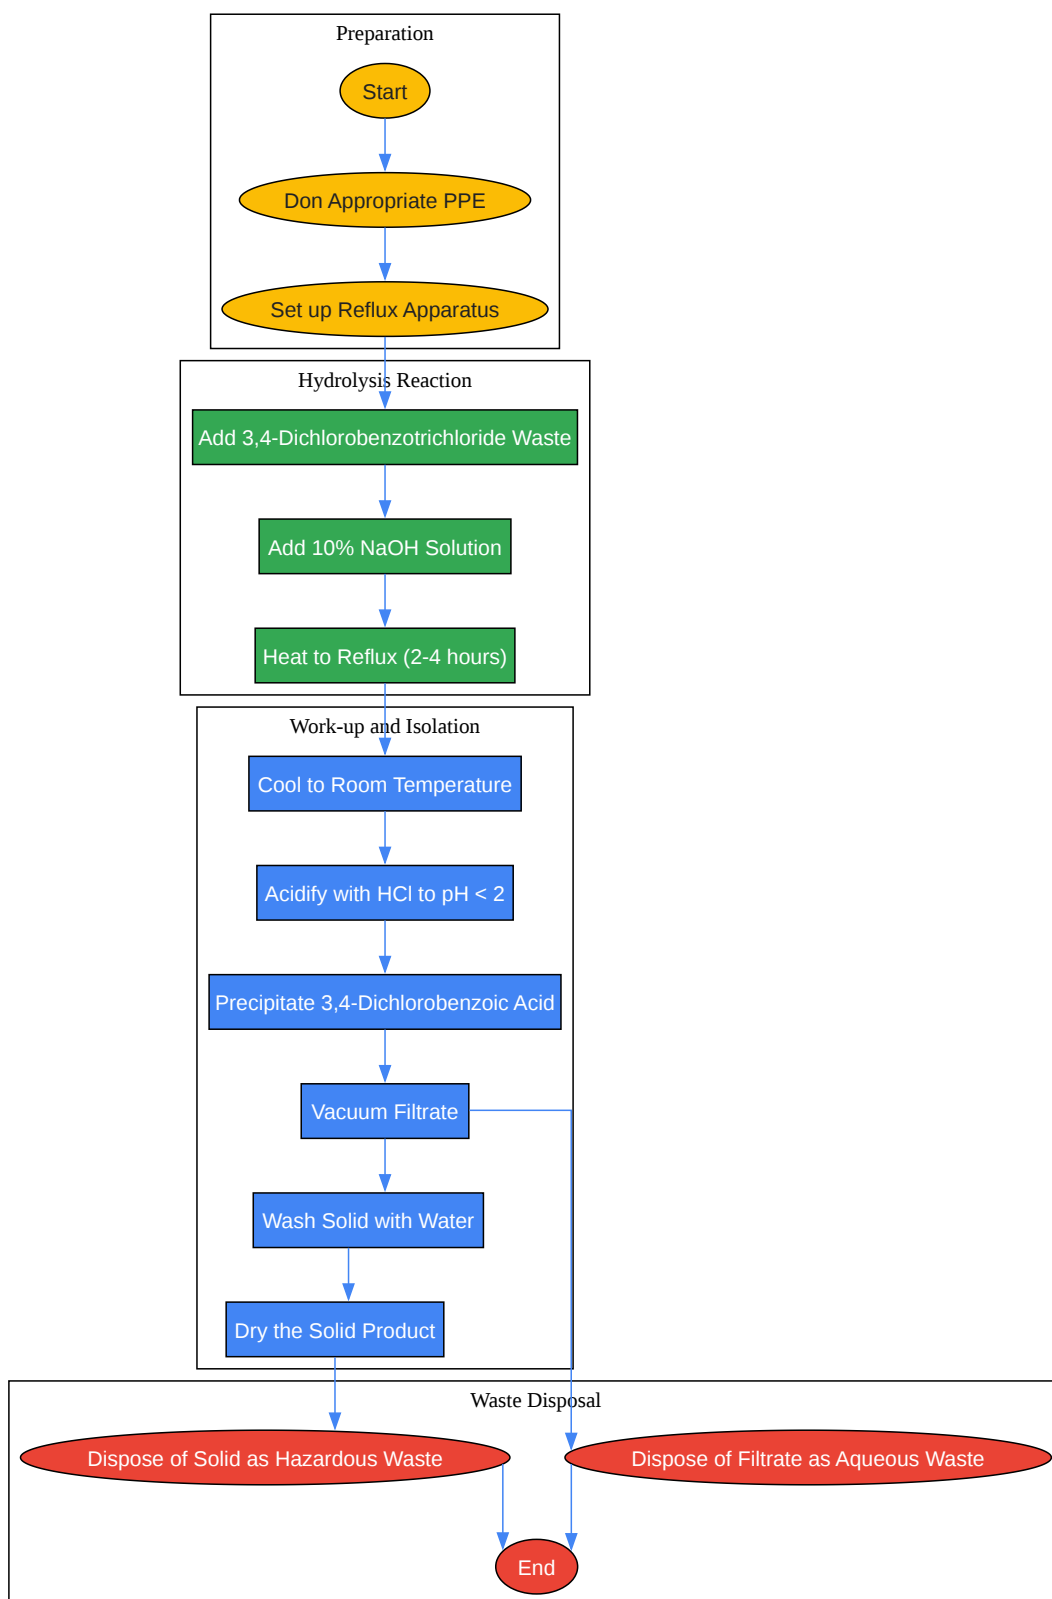 Preparation
Start
Don Appropriate PPE
Set up Reflux Apparatus
Hydrolysis Reaction
Add 3,4-Dichlorobenzotrichloride Waste
Add 10% NaOH Solution
Heat to Reflux (2-4 hours)
Work-up and Isolation
Cool to Room Temperature
Acidify with HCl to pH < 2
Precipitate 3,4-Dichlorobenzoic Acid
Vacuum Filtrate
Wash Solid with Water
Dry the Solid Product
Waste Disposal
Dispose of Solid as Hazardous Waste
Dispose of Filtrate as Aqueous Waste
End